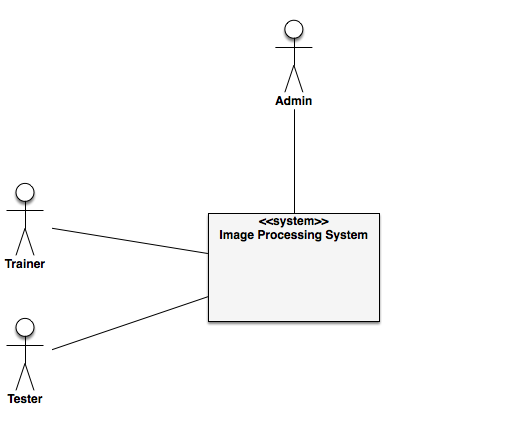 Admin
<<system>>
Image Processing System
Trainer
Tester